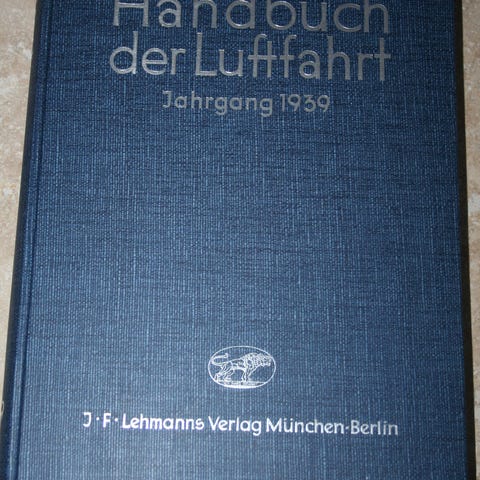 Handbuch
der Luftfahrt
Jahrgang 1939
J·F·Lehmanns Verlag München-Berlin